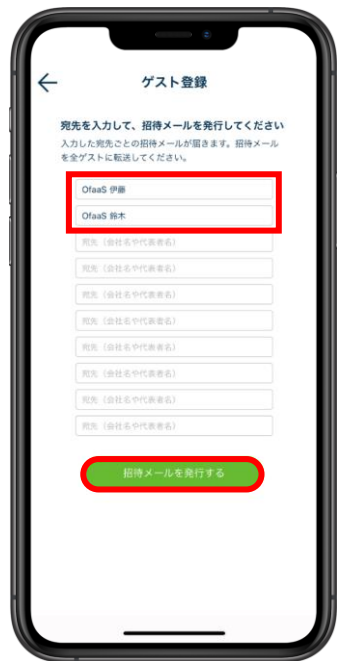 ゲスト登録
宛先を入力して、招待メールを発行してください
入力した宛先ごとの招待メールが届きます。招待メール
を全ゲストに転送してください。
OfaaS 伊藤
OfaaS 鈴木
宛先（会社名や代表者名）
宛先（会社名や代表者名）
宛先（会社名や代表者名）
宛先（会社名や代表者名）
宛先（会社名や代表者名）
宛先（会社名や代表者名）
宛先（会社名や代表者名）
宛先（会社名や代表者名）
招待メールを発行する